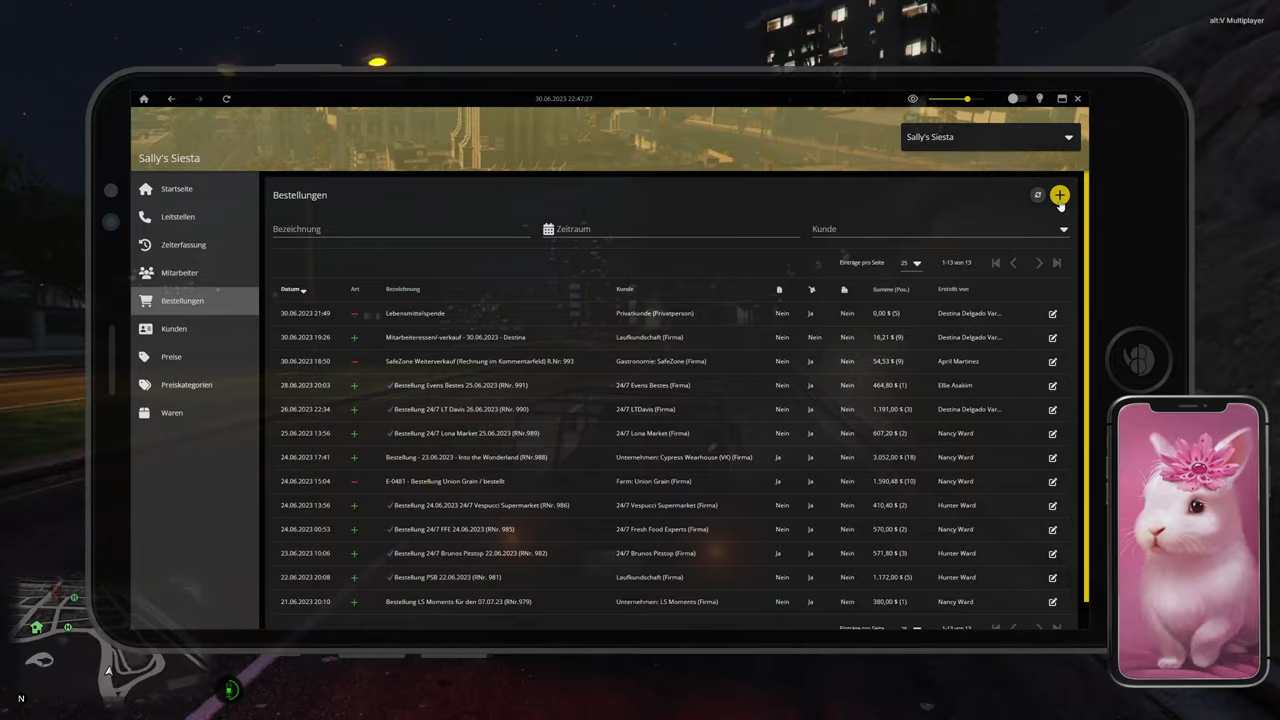 alt:V Multiplayer
30.06.2023 22:47:27
Sally's Siesta
Sally's Siesta
Startseite
Leitstellen
Zeiterfassung
Mitarbeiter
Bestellungen
Kunden
Preise
Preiskategorien
Waren
Bestellungen
Bezeichnung Zeitraum Kunde
Einträge pro Seite 25 1-13 von 13
Datum Art Bezeichnung Kunde Summe (Pos.) Erstellt von
30.06.2023 21:49 − Lebensmittelspende Privatkunde (Privatperson) Nein Ja Nein 0,00 $ (5) Destina Delgado Var...
30.06.2023 19:26 + Mitarbeiteressen/-verkauf - 30.06.2023 - Destina Laufkundschaft (Firma) Nein Nein Nein 16,21 $ (9) Destina Delgado Var...
30.06.2023 18:50 − SafeZone Weiterverkauf (Rechnung im Kommentarfeld) R.Nr: 993 Gastronomie: SafeZone (Firma) Nein Ja Nein 54,53 $ (9) April Martinez
28.06.2023 20:03 + ✓Bestellung Evens Bestes 25.06.2023 (RNr. 991) 24/7 Evens Bestes (Firma) Nein Ja Nein 464,80 $ (1) Ellie Asakim
26.06.2023 22:34 + ✓Bestellung 24/7 LT Davis 26.06.2023 (RNr. 990) 24/7 LTDavis (Firma) Nein Ja Nein 1.191,00 $ (3) Destina Delgado Var...
25.06.2023 13:56 + ✓Bestellung 24/7 Lona Market 25.06.2023 (RNr.989) 24/7 Lona Market (Firma) Nein Ja Nein 607,20 $ (2) Nancy Ward
24.06.2023 17:41 + Bestellung - 23.06.2023 - Into the Wonderland (RNr.988) Unternehmen: Cypress Wearhouse (VK) (Firma) Ja Ja Nein 3.052,00 $ (18) Nancy Ward
24.06.2023 15:04 − E-0481 - Bestellung Union Grain / bestellt Farm: Union Grain (Firma) Ja Ja Nein 1.590,48 $ (10) Nancy Ward
24.06.2023 13:56 + ✓Bestellung 24.06.2023 24/7 Vespucci Supermarket (RNr. 986) 24/7 Vespucci Supermarket (Firma) Nein Ja Nein 410,40 $ (2) Hunter Ward
24.06.2023 00:53 + ✓Bestellung 24/7 FFE 24.06.2023 (RNr. 985) 24/7 Fresh Food Experts (Firma) Nein Ja Nein 570,00 $ (2) Hunter Ward
23.06.2023 10:06 + ✓Bestellung 24/7 Brunos Pitstop 22.06.2023 (RNr. 982) 24/7 Brunos Pitstop (Firma) Ja Ja Nein 571,80 $ (3) Hunter Ward
22.06.2023 20:08 + ✓Bestellung PSB 22.06.2023 (RNr. 981) Laufkundschaft (Firma) Nein Ja Nein 1.172,00 $ (5) Hunter Ward
21.06.2023 20:10 + Bestellung LS Moments für den 07.07.23 (RNr.979) Unternehmen: LS Moments (Firma) Nein Ja Nein 380,00 $ (1) Nancy Ward
Einträge pro Seite 25 1-13 von 13
N